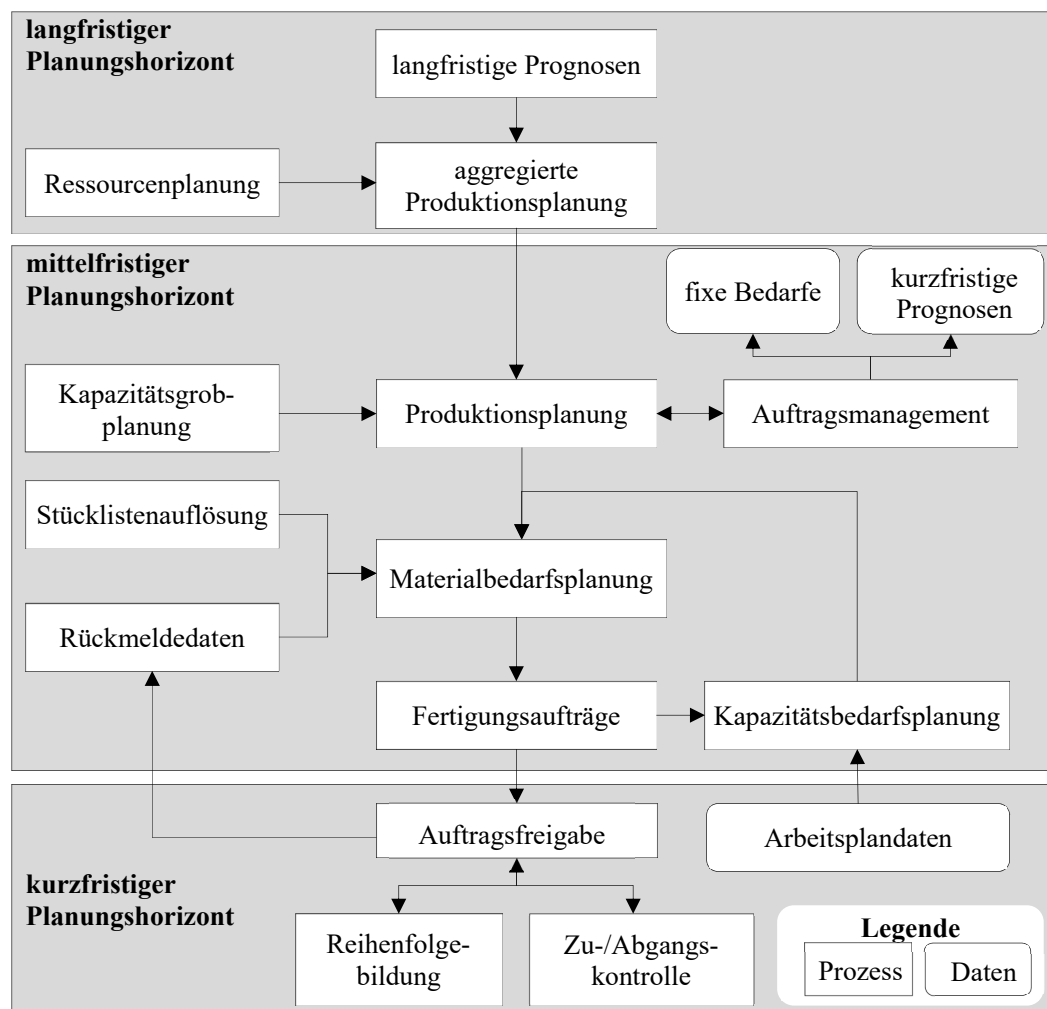 langfristiger
Planungshorizont
langfristige Prognosen
Ressourcenplanung
aggregierte
Produktionsplanung
mittelfristiger
Planungshorizont
fixe Bedarfe
kurzfristige
Prognosen
Kapazitätsgrob-
planung
Produktionsplanung
Auftragsmanagement
Stücklistenauflösung
Materialbedarfsplanung
Rückmeldedaten
Fertigungsaufträge
Kapazitätsbedarfsplanung
Auftragsfreigabe
Arbeitsplandaten
kurzfristiger
Planungshorizont
Reihenfolge-
bildung
Zu-/Abgangs-
kontrolle
Legende
Prozess
Daten